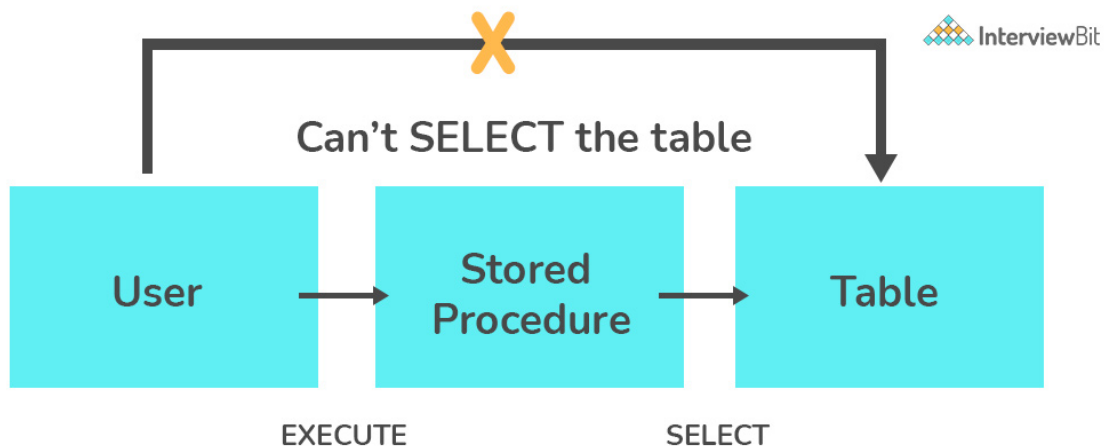 InterviewBit
Can't SELECT the table
User
Stored
Procedure
Table
EXECUTE
SELECT